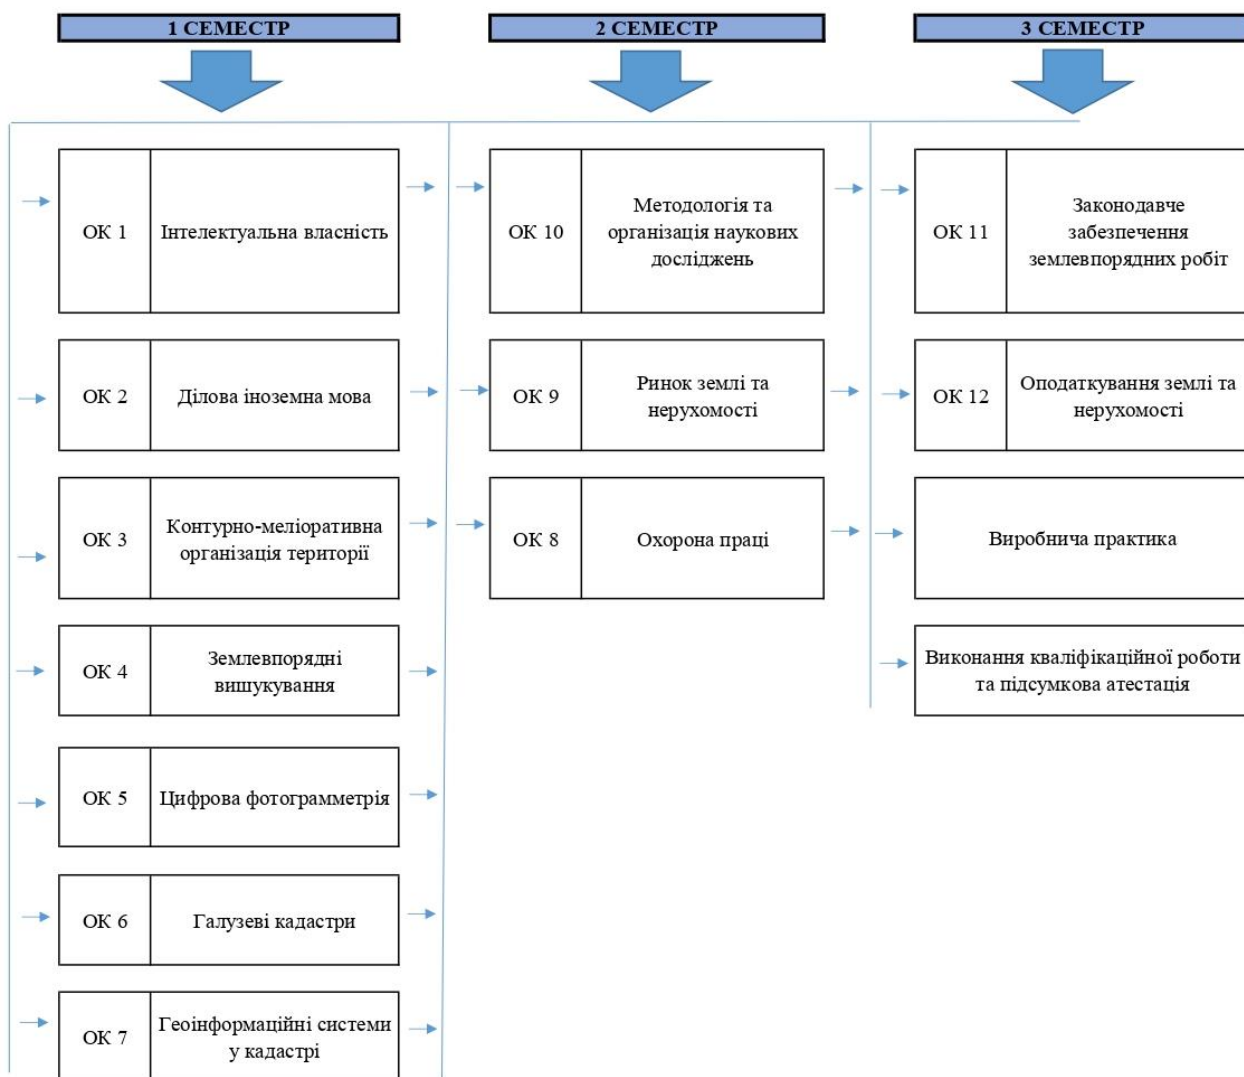 1 СЕМЕСТР
2 СЕМЕСТР
3 СЕМЕСТР
ОК 1
Інтелектуальна власність
ОК 10
Методологія та
організація наукових
досліджень
ОК 11
Законодавче
забезпечення
землевпорядних робіт
ОК 2
Ділова іноземна мова
ОК 9
Ринок землі та
нерухомості
ОК 12
Оподаткування землі та
нерухомості
ОК 3
Контурно-меліоративна
організація території
ОК 8
Охорона праці
Виробнича практика
ОК 4
Землевпорядні
вишукування
Виконання кваліфікаційної роботи
та підсумкова атестація
ОК 5
Цифрова фотограмметрія
ОК 6
Галузеві кадастри
ОК 7
Геоінформаційні системи
у кадастрі